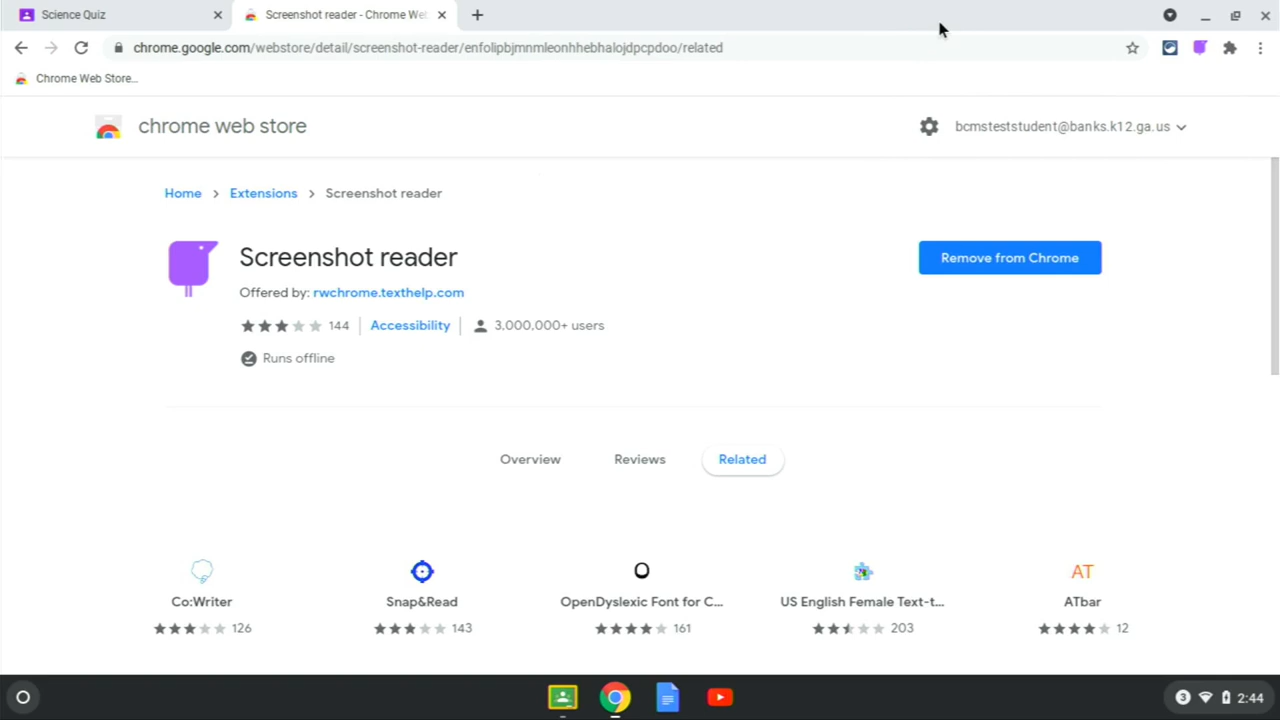 Science Quiz
Screenshot reader - Chrome We
chrome.google.com/webstore/detail/screenshot-reader/enfolipbjmnmleonhhebhalojdpcpdoo/related
Chrome Web Store...
chrome web store
bcmsteststudent@banks.k12.ga.us
Home > Extensions > Screenshot reader
Screenshot reader
Remove from Chrome
Offered by: rwchrome.texthelp.com
144 Accessibility 3,000,000+ users
Runs offline
Overview Reviews Related
AT
Co:Writer Snap&Read OpenDyslexic Font for C... US English Female Text-t... ATbar
126 143 161 203 12
3 2:44